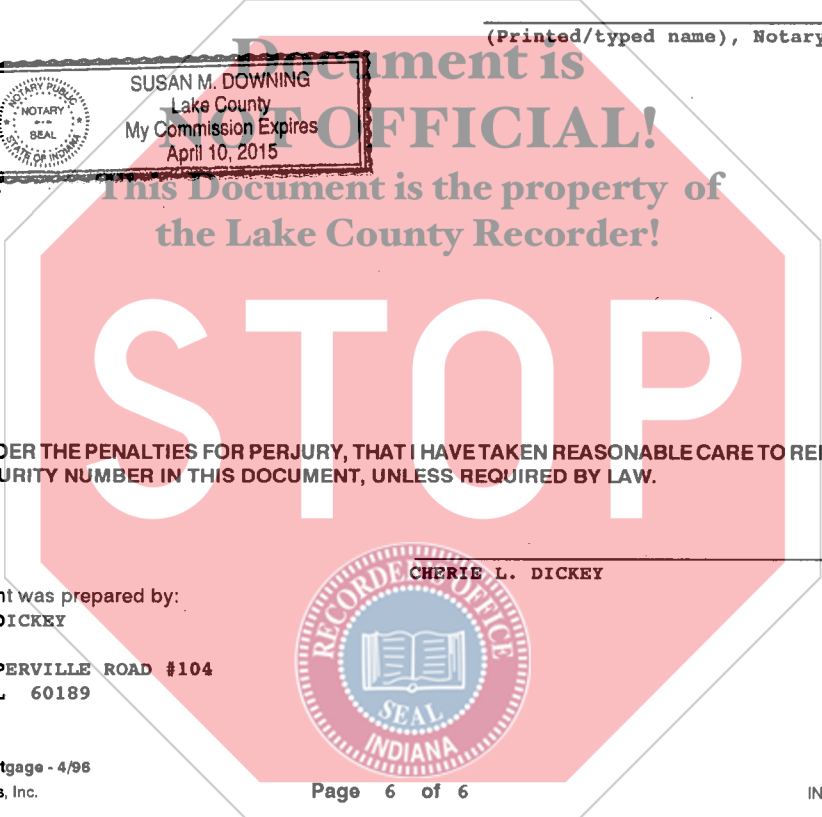 (Printed/typed name), Notary
Document is
NOT OFFICIAL!
This Document is the property of
the Lake County Recorder!
NOTARY PUBLIC
NOTARY
SEAL
STATE OF INDIANA
SUSAN M. DOWNING
Lake County
My Commission Expires
April 10, 2015
STOP
DER THE PENALTIES FOR PERJURY, THAT I HAVE TAKEN REASONABLE CARE TO RE
URITY NUMBER IN THIS DOCUMENT, UNLESS REQUIRED BY LAW.
CHERIE L. DICKEY
nt was prepared by:
DICKEY
PERVILLE ROAD #104
L 60189
RECORDER'S OFFICE
SEAL
INDIANA
tgage - 4/96
s, Inc.
Page 6 of 6
IN